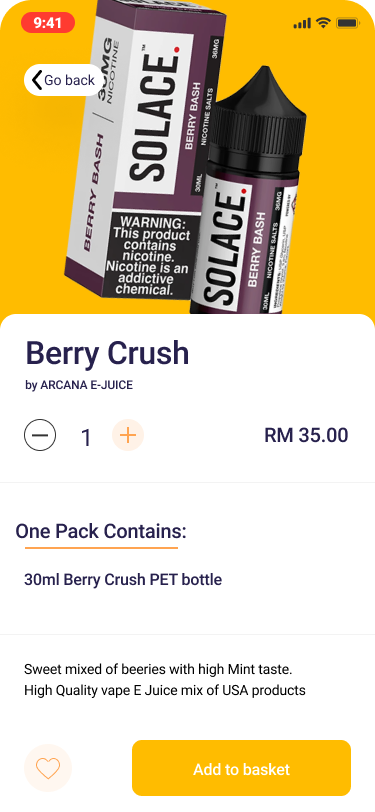 9:41
Go back
30MG
NICOTINE
BERRY BASH
SOLACE.
™
BERRY BASH
NICOTINE SALTS
30ML
36MG
WARNING:
This product
contains
nicotine.
Nicotine is an
addictive
chemical.
SOLACE.
™
BERRY BASH
30ML
NICOTINE SALTS
36MG
Berry Crush
by ARCANA E-JUICE
1
RM 35.00
One Pack Contains:
30ml Berry Crush PET bottle
Sweet mixed of beeries with high Mint taste.
High Quality vape E Juice mix of USA products
Add to basket